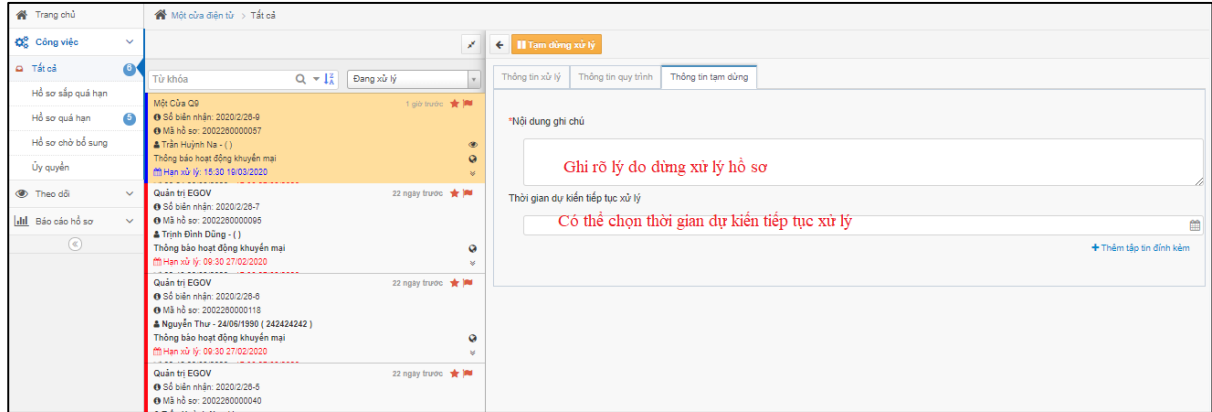 Trang chủ
Công việc
Tất cả 6
Hồ sơ sắp quá hạn
Hồ sơ quá hạn 5
Hồ sơ chờ bổ sung
Ủy quyền
Theo dõi
Báo cáo hồ sơ
Một cửa điện tử > Tất cả
Từ khóa
Đang xử lý
Một Cửa Q9 1 giờ trước
Số biên nhận: 2020/2/26-9
Mã hồ sơ: 2002260000057
Trần Huỳnh Na - ( )
Thông báo hoạt động khuyến mại
Hạn xử lý: 15:30 19/03/2020
Quản trị EGOV 22 ngày trước
Số biên nhận: 2020/2/26-7
Mã hồ sơ: 2002260000095
Trịnh Đình Dũng - ( )
Thông báo hoạt động khuyến mại
Hạn xử lý: 09:30 27/02/2020
Quản trị EGOV 22 ngày trước
Số biên nhận: 2020/2/26-6
Mã hồ sơ: 2002260000118
Nguyễn Thư - 24/06/1990 ( 242424242 )
Thông báo hoạt động khuyến mại
Hạn xử lý: 09:30 27/02/2020
Quản trị EGOV 22 ngày trước
Số biên nhận: 2020/2/26-5
Mã hồ sơ: 2002260000040
Tạm dừng xử lý
Thông tin xử lý
Thông tin quy trình
Thông tin tạm dừng
*Nội dung ghi chú
Ghi rõ lý do dừng xử lý hồ sơ
Thời gian dự kiến tiếp tục xử lý
Có thể chọn thời gian dự kiến tiếp tục xử lý
Thêm tập tin đính kèm